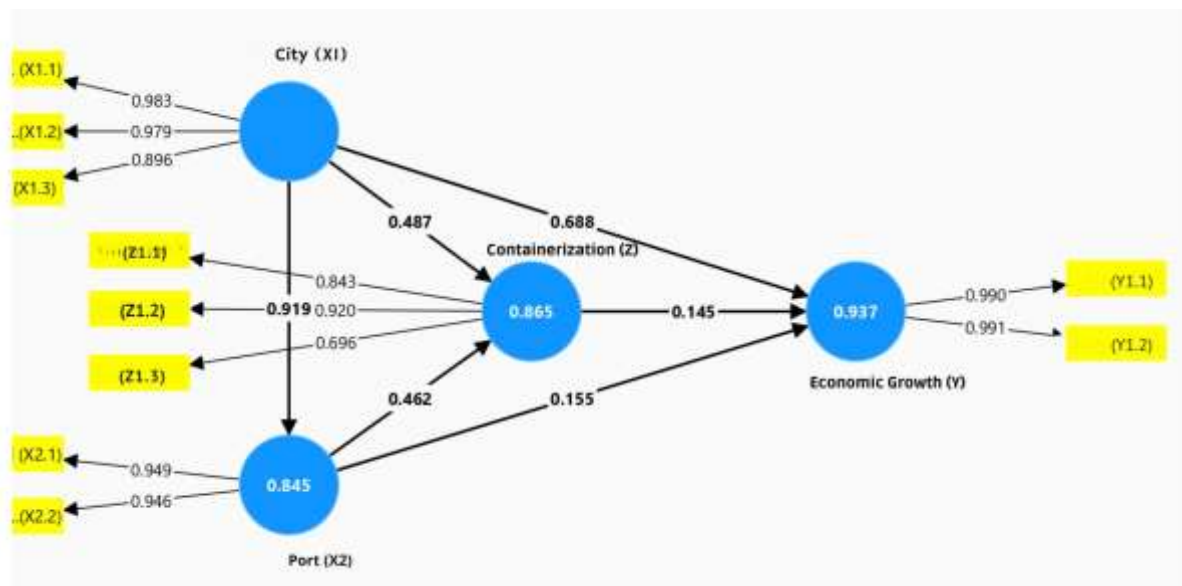 City (X1)
(X1.1)
0.983
..(X1.2)
0.979
0.896
(X1.3)
0.487
0.688
Containerization (Z)
(Z1.1)
0.843
(Z1.2)
0.919
0.920
0.865
0.145
0.937
0.990
(Y1.1)
0.991
(Y1.2)
0.696
(Z1.3)
Economic Growth (Y)
0.462
0.155
(X2.1)
0.949
0.845
0.946
..(X2.2)
Port (X2)